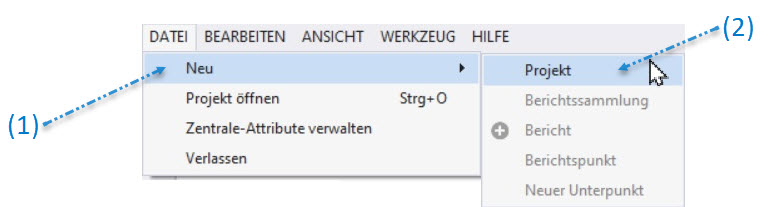 (2)
DATEI BEARBEITEN ANSICHT WERKZEUG HILFE
Neu
Projekt
(1)
Projekt öffnen Strg+O
Berichtssammlung
Zentrale-Attribute verwalten
Bericht
Verlassen
Berichtspunkt
Neuer Unterpunkt